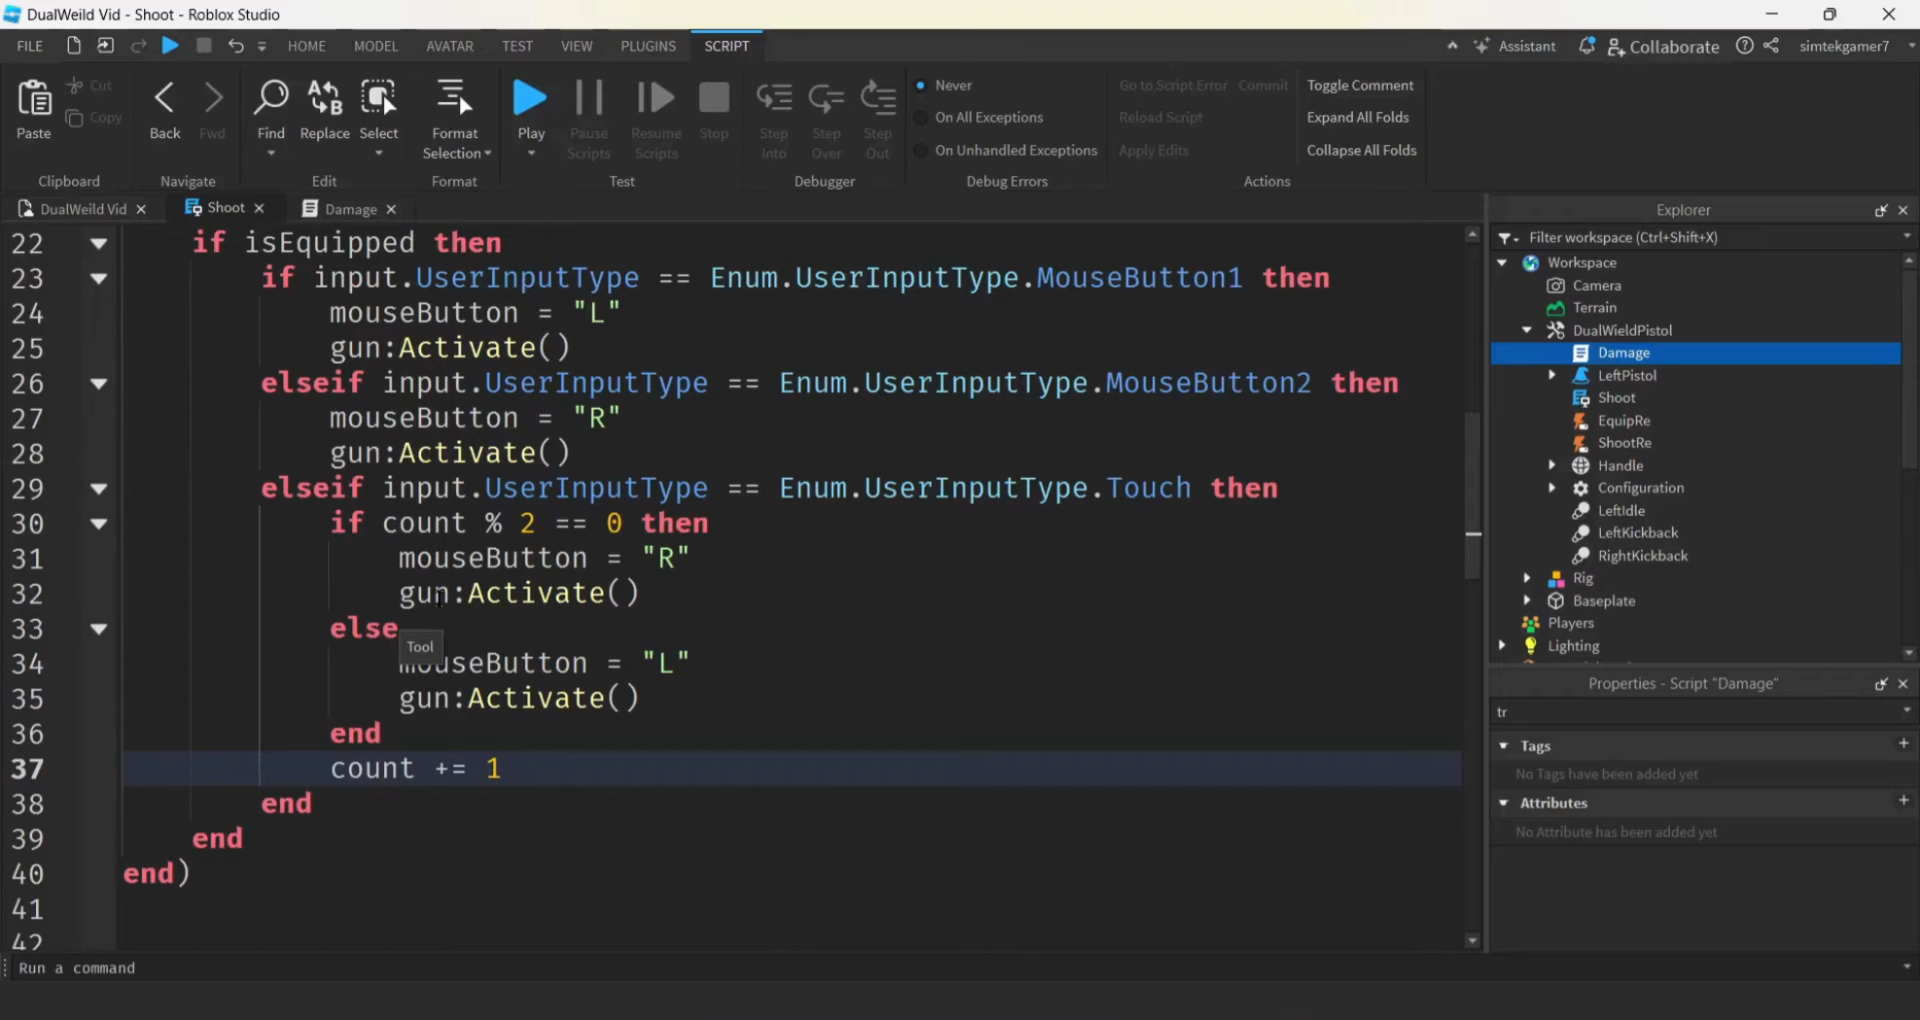 DualWeild Vid - Shoot - Roblox Studio
FILE HOME MODEL AVATAR TEST VIEW PLUGINS SCRIPT Assistant Collaborate simtekgamer7
Paste Cut Copy Back Fwd Find Replace Select Format Selection Play Pause Scripts Resume Scripts Stop Step Into Step Over Step Out
Never
On All Exceptions
On Unhandled Exceptions
Go to Script Error Commit
Reload Script
Apply Edits
Toggle Comment
Expand All Folds
Collapse All Folds
Clipboard Navigate Edit Format Test Debugger Debug Errors Actions
DualWeild Vid Shoot Damage
22 if isEquipped then
23 if input.UserInputType == Enum.UserInputType.MouseButton1 then
24 mouseButton = "L"
25 gun:Activate()
26 elseif input.UserInputType == Enum.UserInputType.MouseButton2 then
27 mouseButton = "R"
28 gun:Activate()
29 elseif input.UserInputType == Enum.UserInputType.Touch then
30 if count % 2 == 0 then
31 mouseButton = "R"
32 gun:Activate()
33 else
Tool
34 mouseButton = "L"
35 gun:Activate()
36 end
37 count += 1
38 end
39 end
40 end)
41
42
Run a command
Explorer
Filter workspace (Ctrl+Shift+X)
Workspace
Camera
Terrain
DualWieldPistol
Damage
LeftPistol
Shoot
EquipRe
ShootRe
Handle
Configuration
LeftIdle
LeftKickback
RightKickback
Rig
Baseplate
Players
Lighting
Properties - Script "Damage"
tr
Tags
No Tags have been added yet
Attributes
No Attribute has been added yet